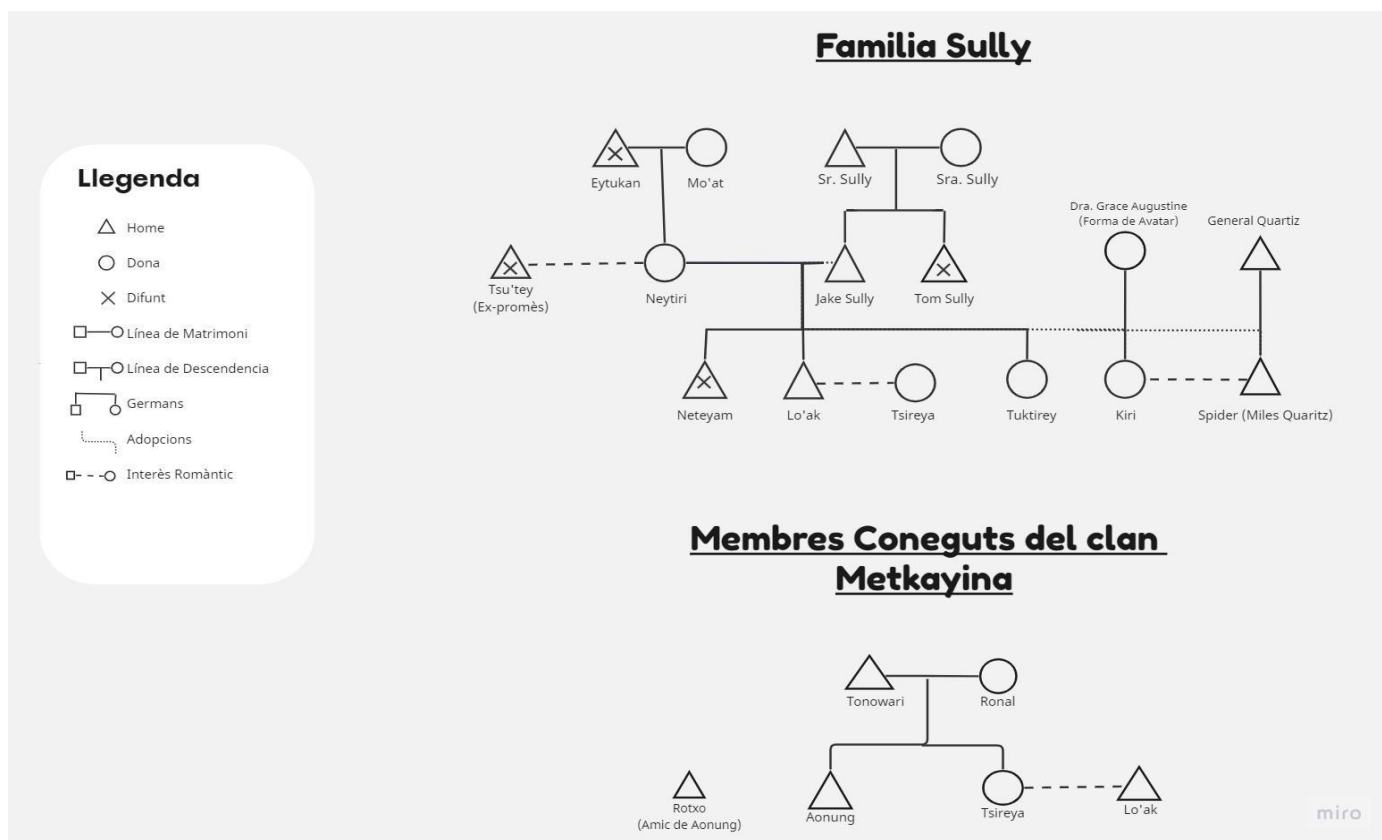 Familia Sully
Llegenda
Home
Dona
Difunt
Línea de Matrimoni
Línea de Descendencia
Germans
Adopcions
Interès Romàntic
Eytukan
Mo'at
Sr. Sully
Sra. Sully
Dra. Grace Augustine
(Forma de Avatar)
General Quartiz
Tsu'tey
(Ex-promès)
Neytiri
Jake Sully
Tom Sully
Neteyam
Lo'ak
Tsireya
Tuktirey
Kiri
Spider (Miles Quaritz)
Membres Coneguts del clan
Metkayina
Tonowari
Ronal
Rotxo
(Amic de Aonung)
Aonung
Tsireya
Lo'ak
miro